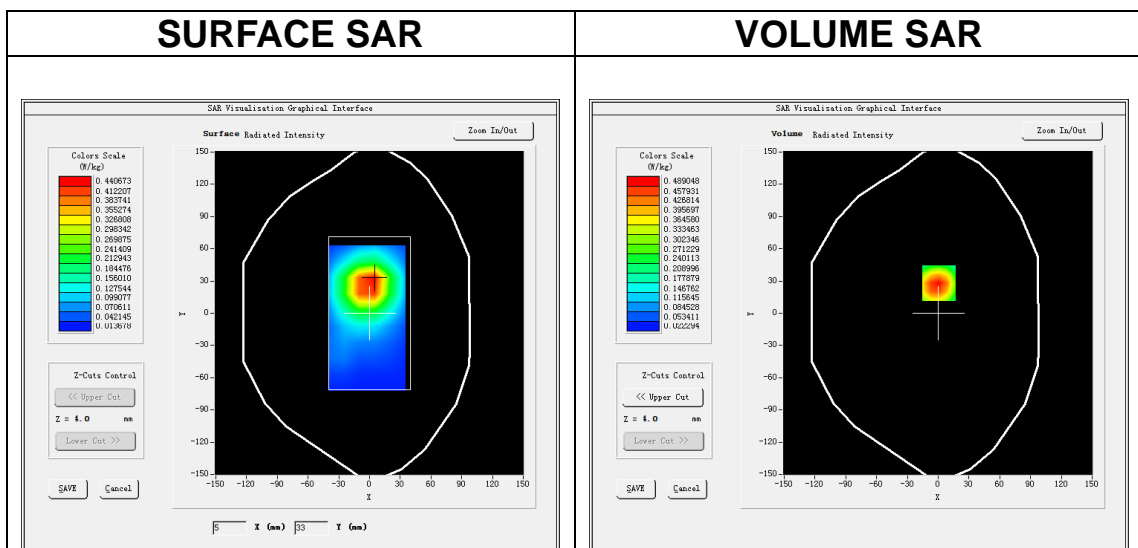 SURFACE SAR
VOLUME SAR
SAR Visualisation Graphical Interface
Surface Radiated Intensity
Zoom In/Out
Colors Scale
(W/kg)
0.440673
0.412207
0.383741
0.355274
0.326808
0.298342
0.269875
0.241409
0.212943
0.184476
0.156010
0.127544
0.099077
0.070611
0.042145
0.013678
150
120
90
60
30
0
-30
-60
-90
-120
-150
Y
-150 -120 -90 -60 -30 0 30 60 90 120 150
X
Z-Cuts Control
<< Upper Cut
Z = 4.0 mm
Lower Cut >>
SAVE Cancel
5 X (mm) 33 Y (mm)
SAR Visualisation Graphical Interface
Volume Radiated Intensity
Zoom In/Out
Colors Scale
(W/kg)
0.489048
0.457931
0.426814
0.395697
0.364580
0.333463
0.302346
0.271229
0.240113
0.208996
0.177879
0.146762
0.115645
0.084528
0.053411
0.022294
150
120
90
60
30
0
-30
-60
-90
-120
-150
Y
-150 -120 -90 -60 -30 0 30 60 90 120 150
X
Z-Cuts Control
<< Upper Cut
Z = 4.0 mm
Lower Cut >>
SAVE Cancel